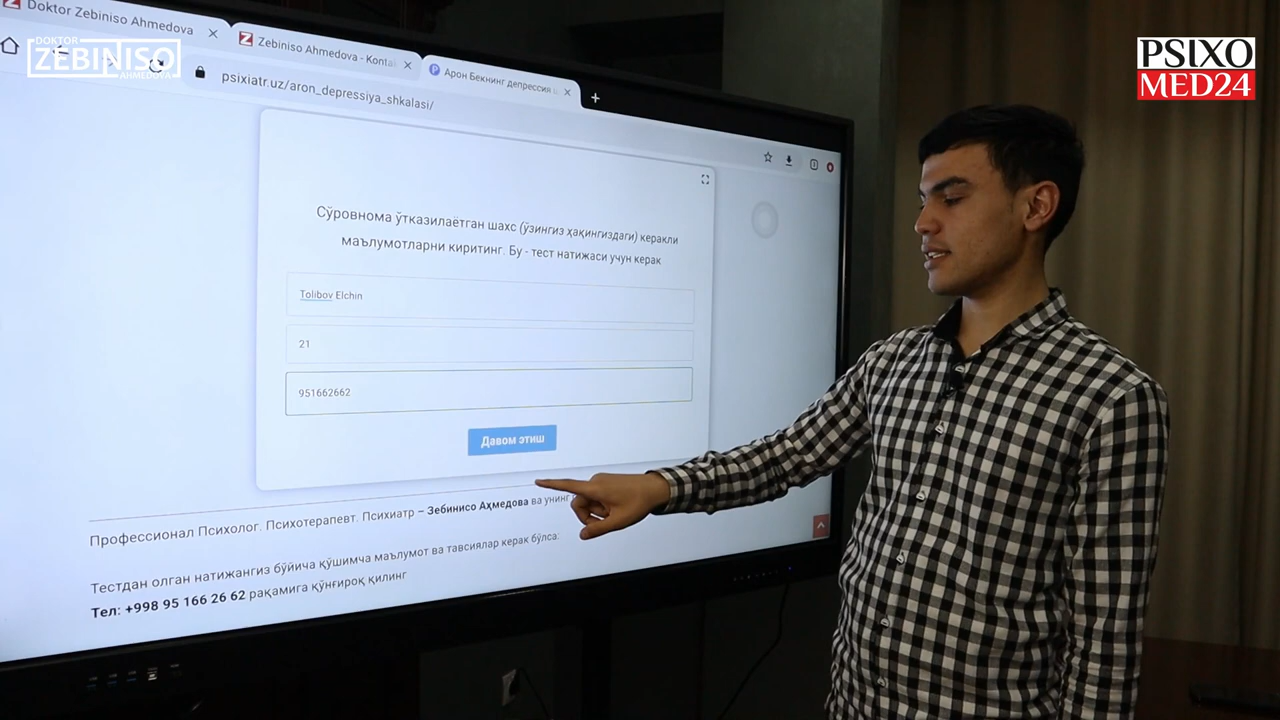 Doktor Zebiniso Ahmedova
Zebiniso Ahmedova - Konta
Арон Бекнинг депрессия
DOKTOR
ZEBINISO
AHMEDOVA
psixiatr.uz/aron_depressiya_shkalasi/
PSIXO
MED24
Сўровнома ўтказилаётган шахс (ўзингиз ҳақингиздаги) керакли
маълумотларни киритинг. Бу - тест натижаси учун керак
Tolibov Elchin
21
951662662
Давом этиш
Профессионал Психолог. Психотерапевт. Психиатр – Зебинисо Аҳмедова ва унинг
Тестдан олган натижангиз бўйича қўшимча маълумот ва тавсиялар керак бўлса:
Тел: +998 95 166 26 62 рақамига қўнғироқ қилинг